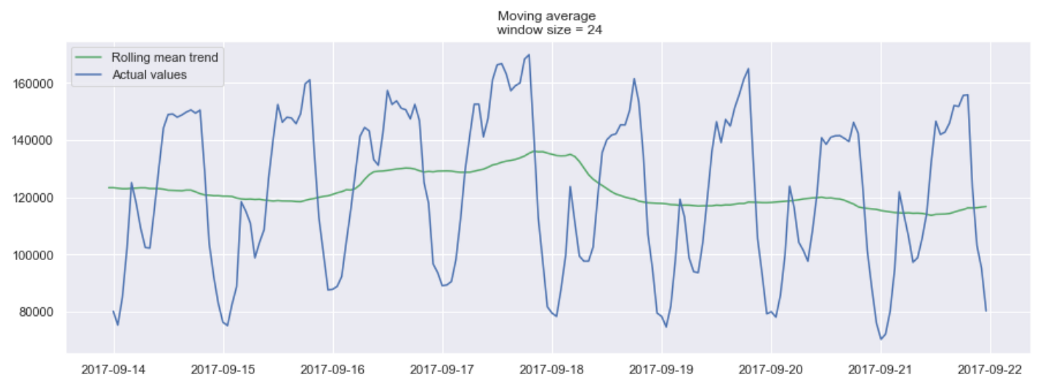 Moving average
window size = 24
Rolling mean trend
Actual values
160000
140000
120000
100000
80000
2017-09-14 2017-09-15 2017-09-16 2017-09-17 2017-09-18 2017-09-19 2017-09-20 2017-09-21 2017-09-22